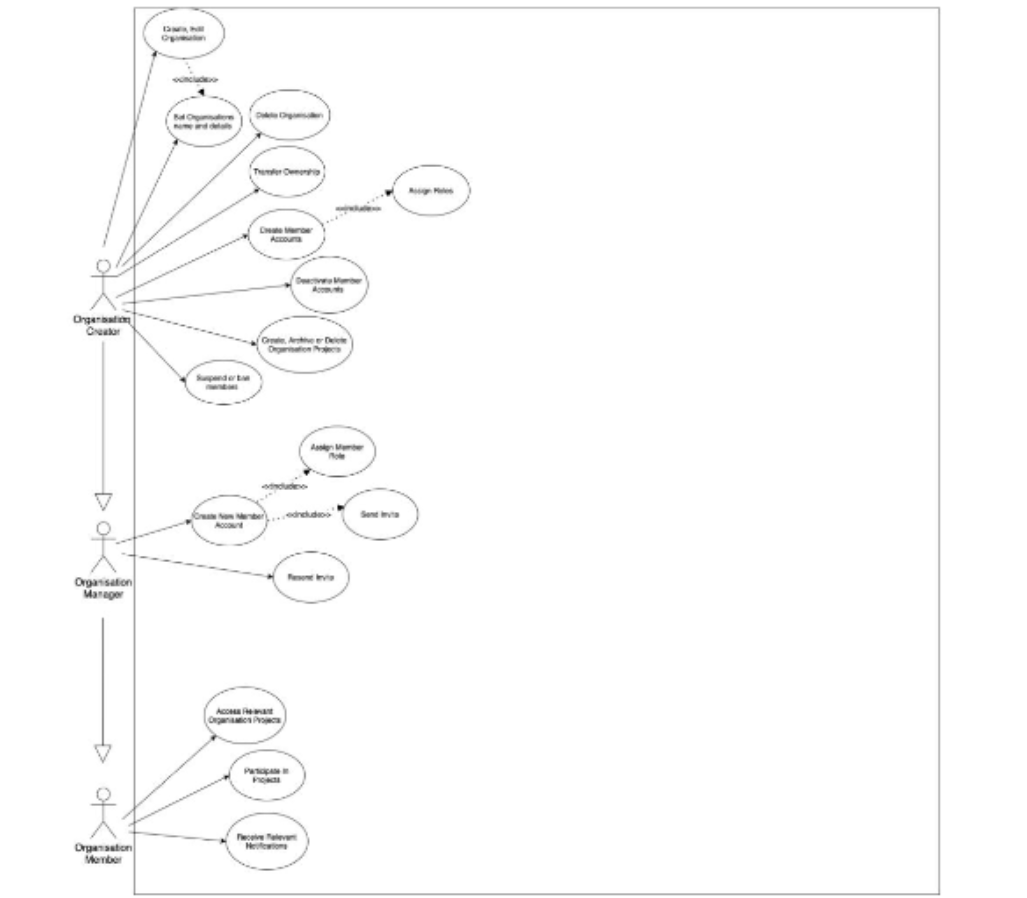 Create, Edit
Organisation
<<include>>
Set Organisations
name and details
Delete Organisation
Transfer Ownership
Assign Roles
<<include>>
Create Member
Accounts
Deactivate Member
Accounts
Organisation
Creator
Create, Archive or Delete
Organisation Projects
Suspend or ban
members
Assign Member
Role
<<include>>
Create New Member
Account
<<include>>
Send Invite
Resend Invite
Organisation
Manager
Access Relevant
Organisation Projects
Participate in
Projects
Receive Relevant
Notifications
Organisation
Member